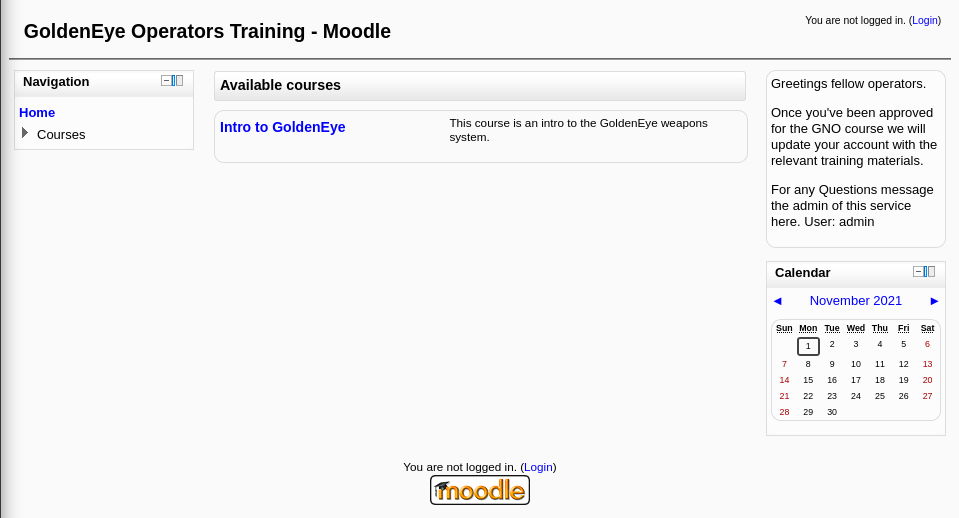 GoldenEye Operators Training - Moodle
You are not logged in. (Login)
Navigation
Home
Courses
Available courses
Intro to GoldenEye
This course is an intro to the GoldenEye weapons
system.
Greetings fellow operators.
Once you've been approved
for the GNO course we will
update your account with the
relevant training materials.
For any Questions message
the admin of this service
here. User: admin
Calendar
◄ November 2021 ►
Sun Mon Tue Wed Thu Fri Sat
1 2 3 4 5 6
7 8 9 10 11 12 13
14 15 16 17 18 19 20
21 22 23 24 25 26 27
28 29 30
You are not logged in. (Login)
moodle